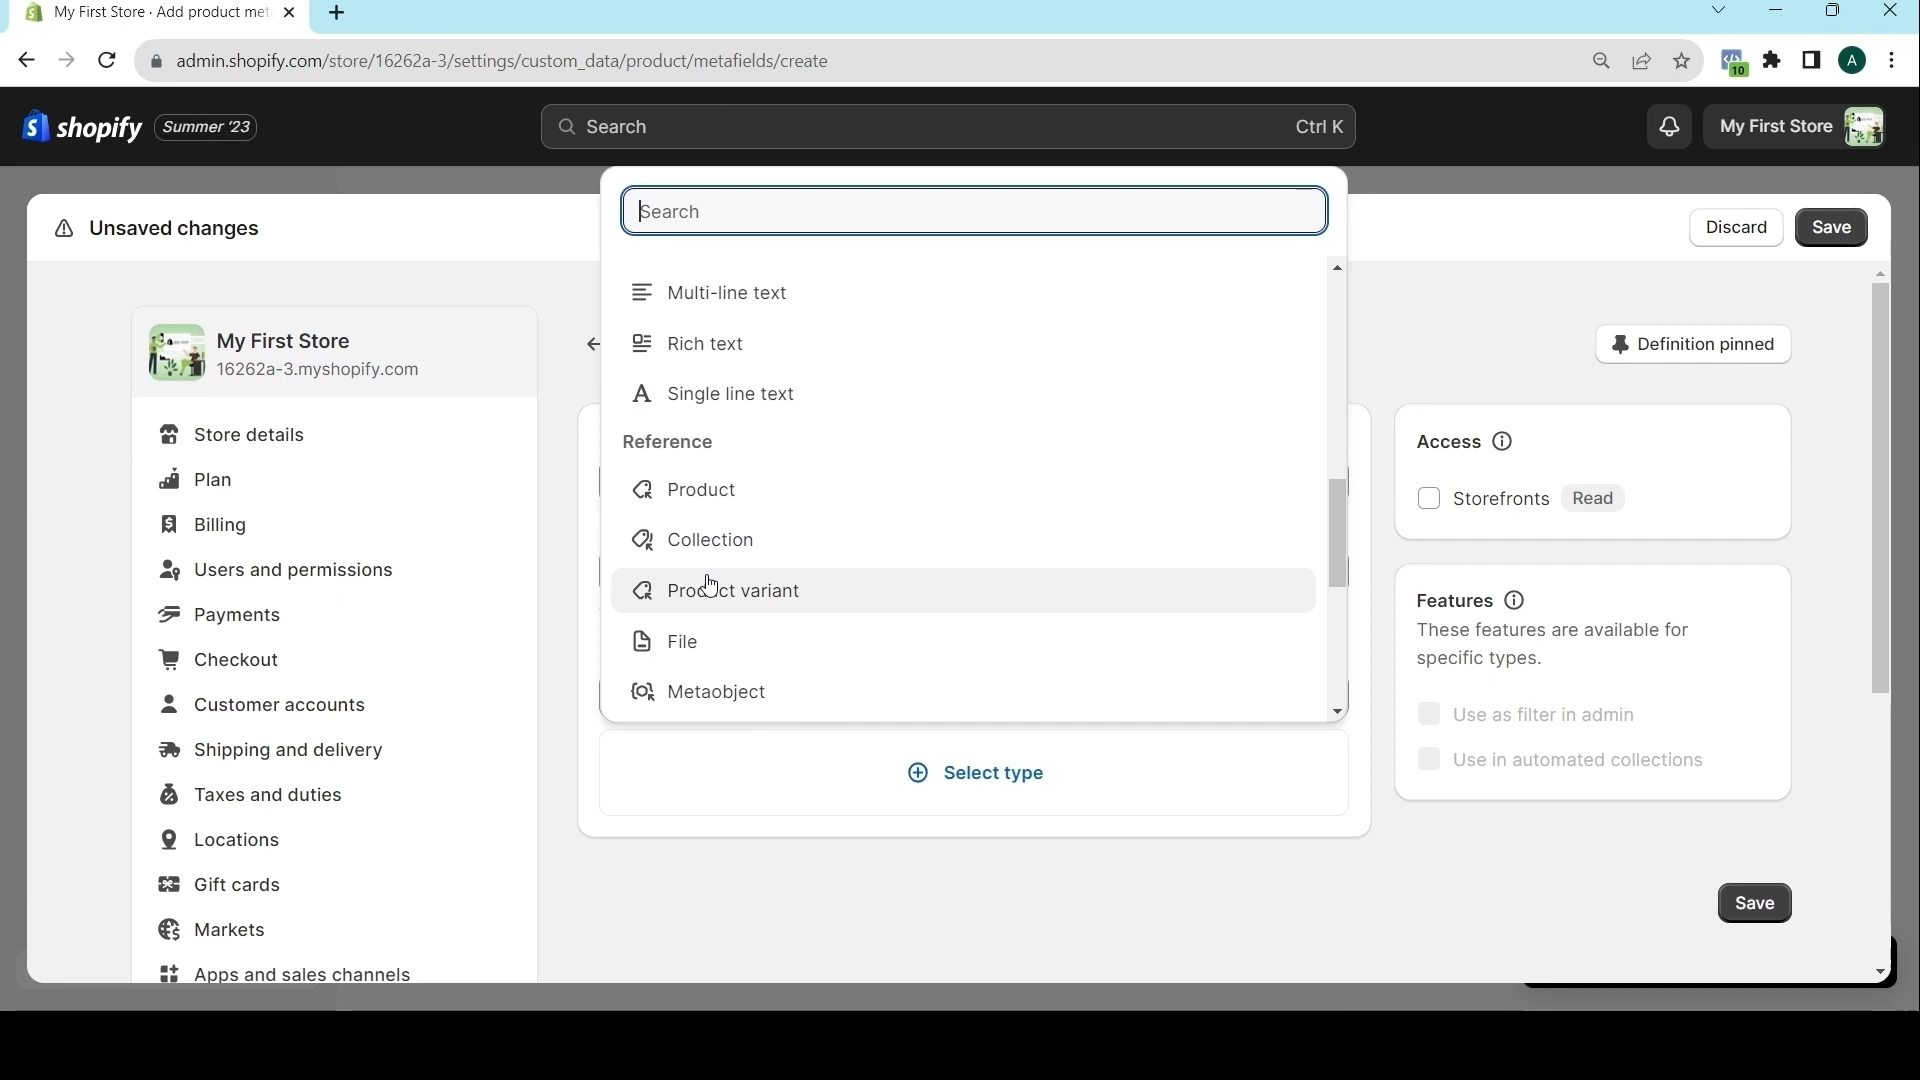 My First Store · Add product met
admin.shopify.com/store/16262a-3/settings/custom_data/product/metafields/create
10
A
shopify
Summer '23
Search
Ctrl K
My First Store
Unsaved changes
Discard
Save
Search
Multi-line text
Rich text
Single line text
Reference
Product
Collection
Product variant
File
Metaobject
Select type
My First Store
16262a-3.myshopify.com
Store details
Plan
Billing
Users and permissions
Payments
Checkout
Customer accounts
Shipping and delivery
Taxes and duties
Locations
Gift cards
Markets
Apps and sales channels
Definition pinned
Access
Storefronts
Read
Features
These features are available for
specific types.
Use as filter in admin
Use in automated collections
Save